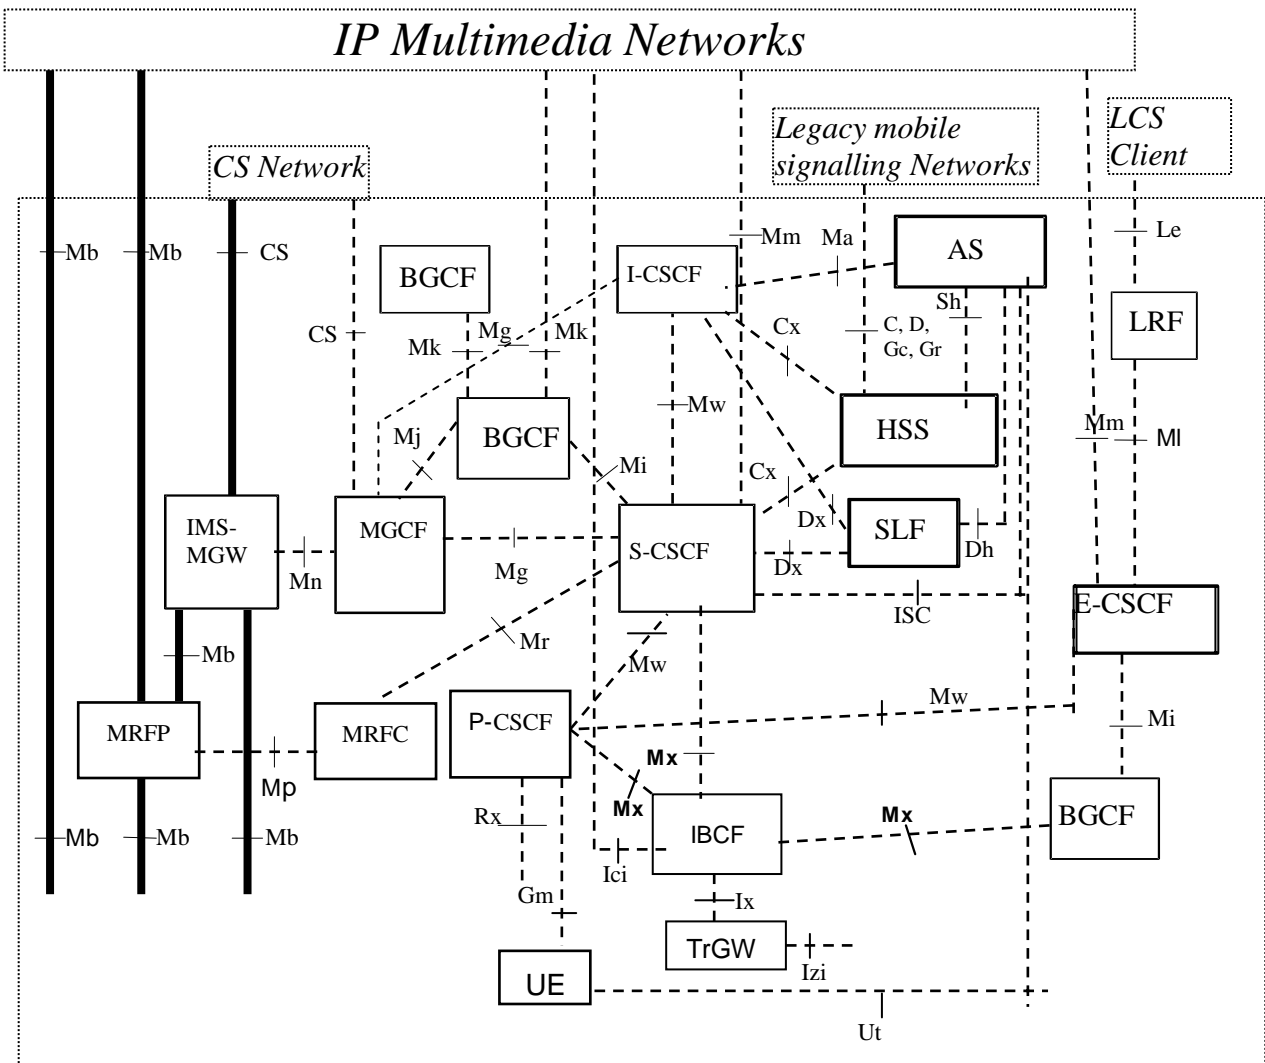 IP Multimedia Networks
Legacy mobile
signalling Networks
LCS
Client
CS Network
Mb
Mb
CS
Mm
Ma
AS
Le
BGCF
I-CSCF
Sh
LRF
CS
Mk
Mg
Mk
Cx
C, D,
Gc, Gr
Mw
HSS
Mm
Ml
Mj
BGCF
Mi
Cx
IMS-
MGW
MGCF
Dx
SLF
S-CSCF
Mn
Mg
Dx
Dh
ISC
E-CSCF
Mb
Mr
Mw
Mw
MRFP
MRFC
P-CSCF
Mi
Mx
Mp
Mx
Mx
BGCF
Rx
IBCF
Mb
Mb
Mb
Ici
Gm
Ix
TrGW
Izi
UE
Ut